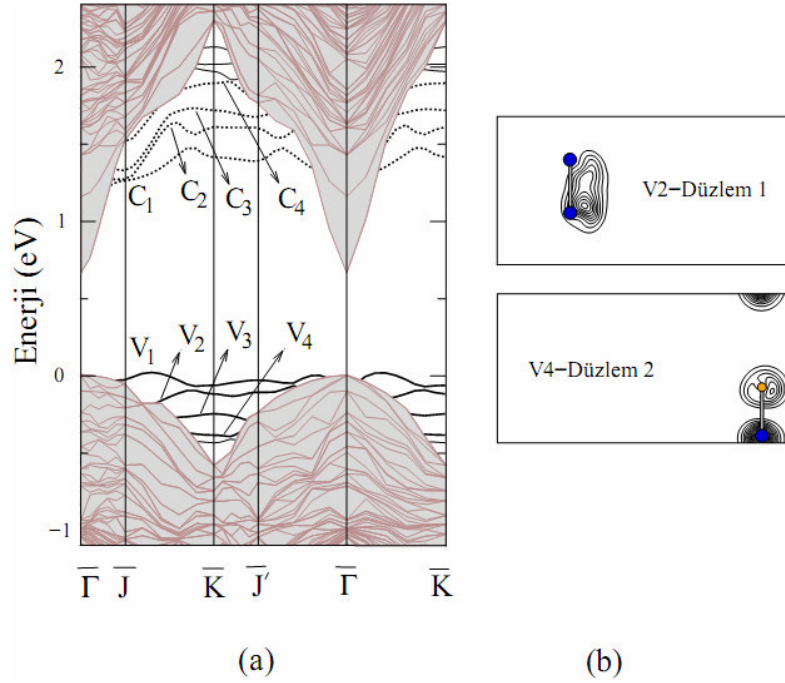 2
1
0
−1
Enerji (eV)
C1 C2 C3 C4
V1 V2 V3 V4
Γ̅ J̅ K̅ J̅′ Γ̅ K̅
(a)
V2−Düzlem 1
V4−Düzlem 2
(b)